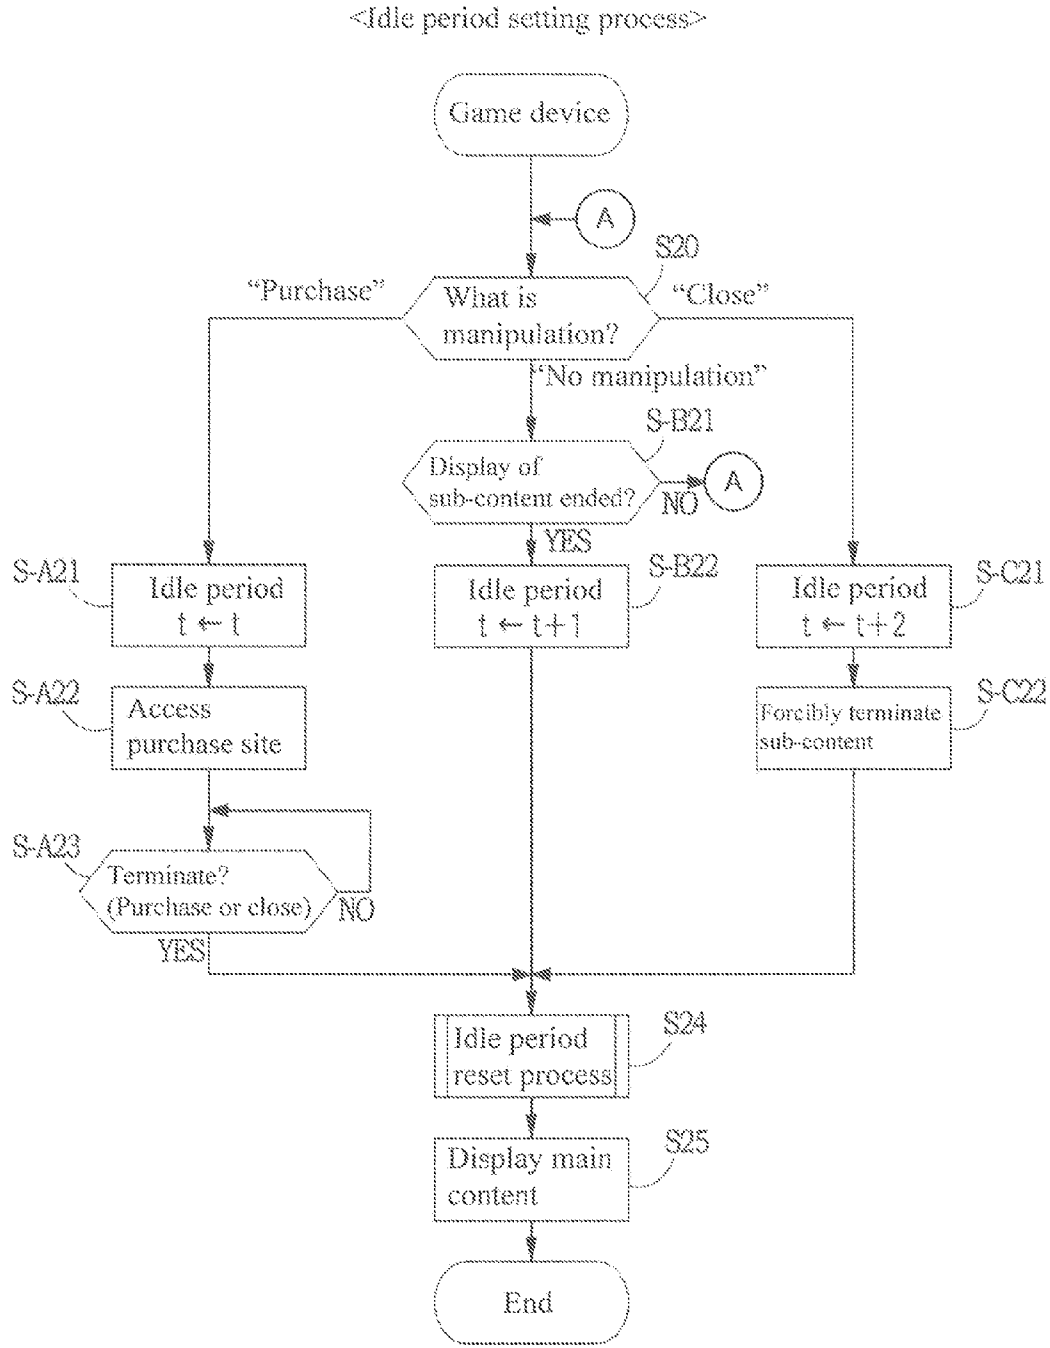 <Idle period setting process>
Game device
A
S20
"Purchase"
What is
manipulation?
"Close"
"No manipulation"
S-B21
Display of
sub-content ended?
NO
A
YES
S-A21
Idle period
t ← t
S-B22
Idle period
t ← t+1
S-C21
Idle period
t ← t+2
S-A22
Access
purchase site
S-C22
Forcibly terminate
sub-content
S-A23
Terminate?
(Purchase or close)
NO
YES
S24
Idle period
reset process
S25
Display main
content
End